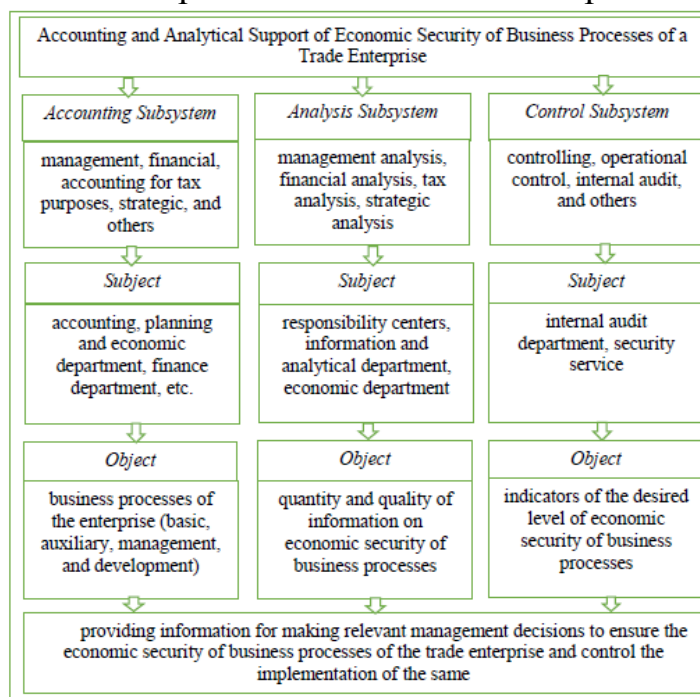 Accounting and Analytical Support of Economic Security of Business Processes of a
Trade Enterprise
Accounting Subsystem
management, financial,
accounting for tax
purposes, strategic, and
others
Subject
accounting, planning
and economic
department, finance
department, etc.
Object
business processes of
the enterprise (basic,
auxiliary, management,
and development)
Analysis Subsystem
management analysis,
financial analysis, tax
analysis, strategic
analysis
Subject
responsibility centers,
information and
analytical department,
economic department
Object
quantity and quality of
information on
economic security of
business processes
Control Subsystem
controlling, operational
control, internal audit,
and others
Subject
internal audit
department, security
service
Object
indicators of the desired
level of economic
security of business
processes
providing information for making relevant management decisions to ensure the
economic security of business processes of the trade enterprise and control the
implementation of the same